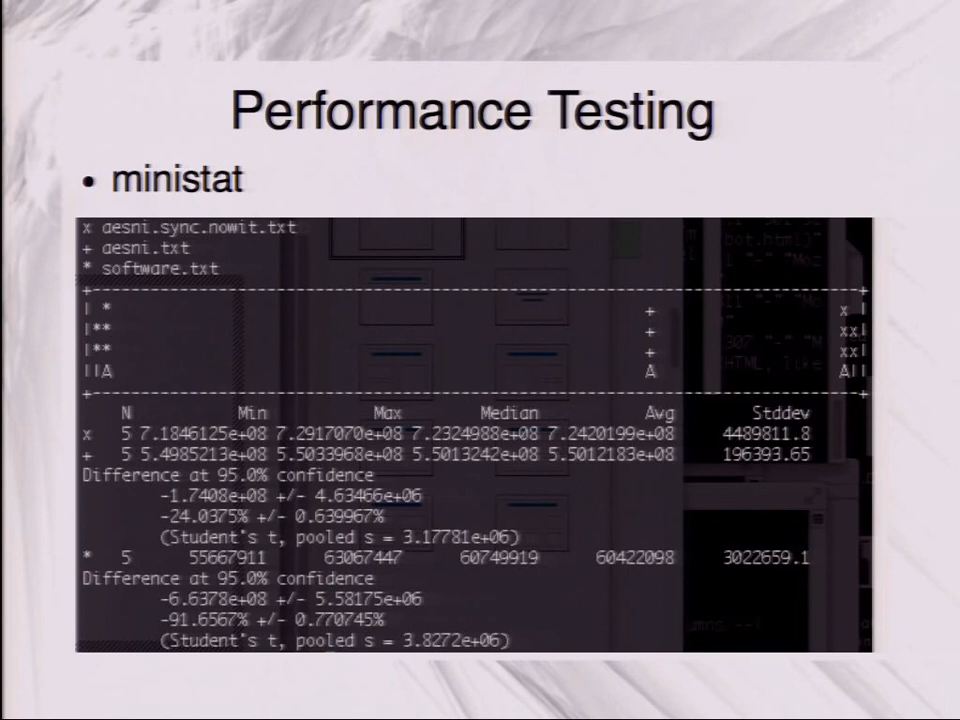 Performance Testing
• ministat
x aesni.sync.nowit.txt
+ aesni.txt
* software.txt
+--------------------------------------------------------------------------+
| * + x |
|** + xx|
|** + xx|
||A A A||
+--------------------------------------------------------------------------+
N Min Max Median Avg Stddev
x 5 7.1846125e+08 7.2917070e+08 7.2324988e+08 7.2420199e+08 4489811.8
+ 5 5.4985213e+08 5.5033968e+08 5.5013242e+08 5.5012183e+08 196393.65
Difference at 95.0% confidence
-1.7408e+08 +/- 4.63466e+06
-24.0375% +/- 0.639967%
(Student's t, pooled s = 3.17781e+06)
* 5 55667911 63067447 60749919 60422098 3022659.1
Difference at 95.0% confidence
-6.6378e+08 +/- 5.58175e+06
-91.6567% +/- 0.770745%
(Student's t, pooled s = 3.8272e+06)